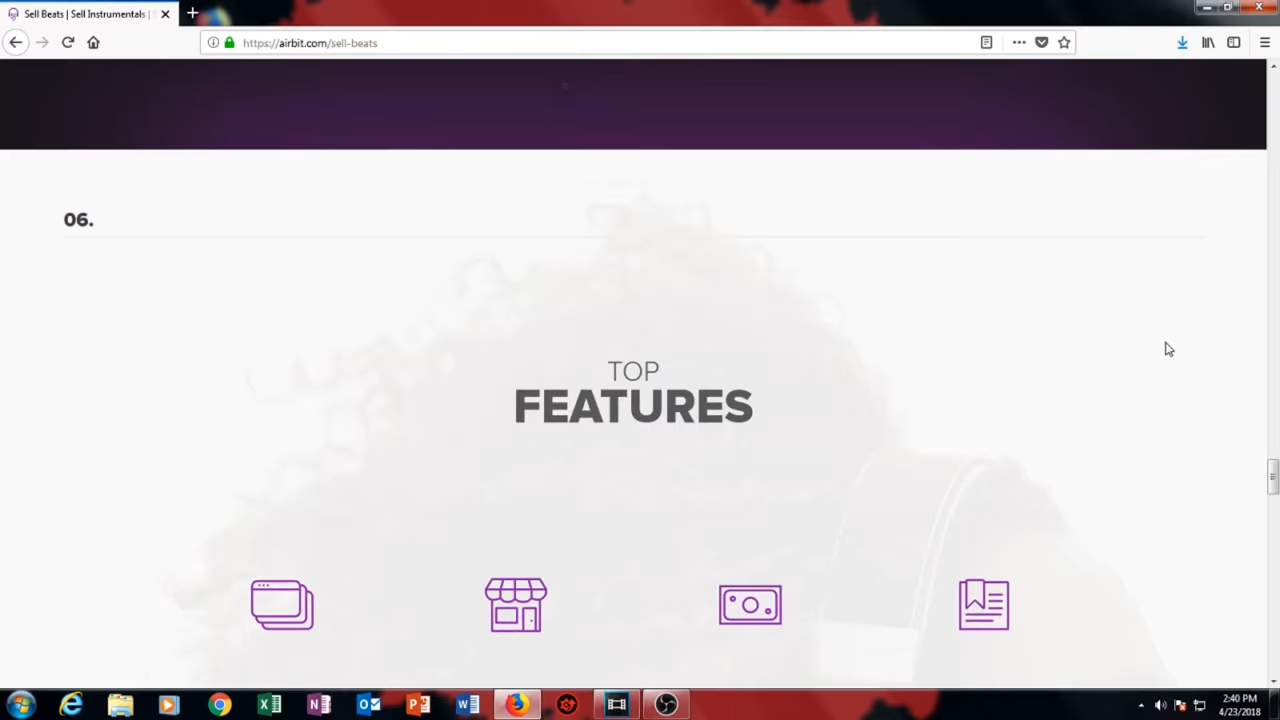 Sell Beats | Sell Instrumentals |
https://airbit.com/sell-beats
06.
TOP
FEATURES
2:40 PM
4/23/2018